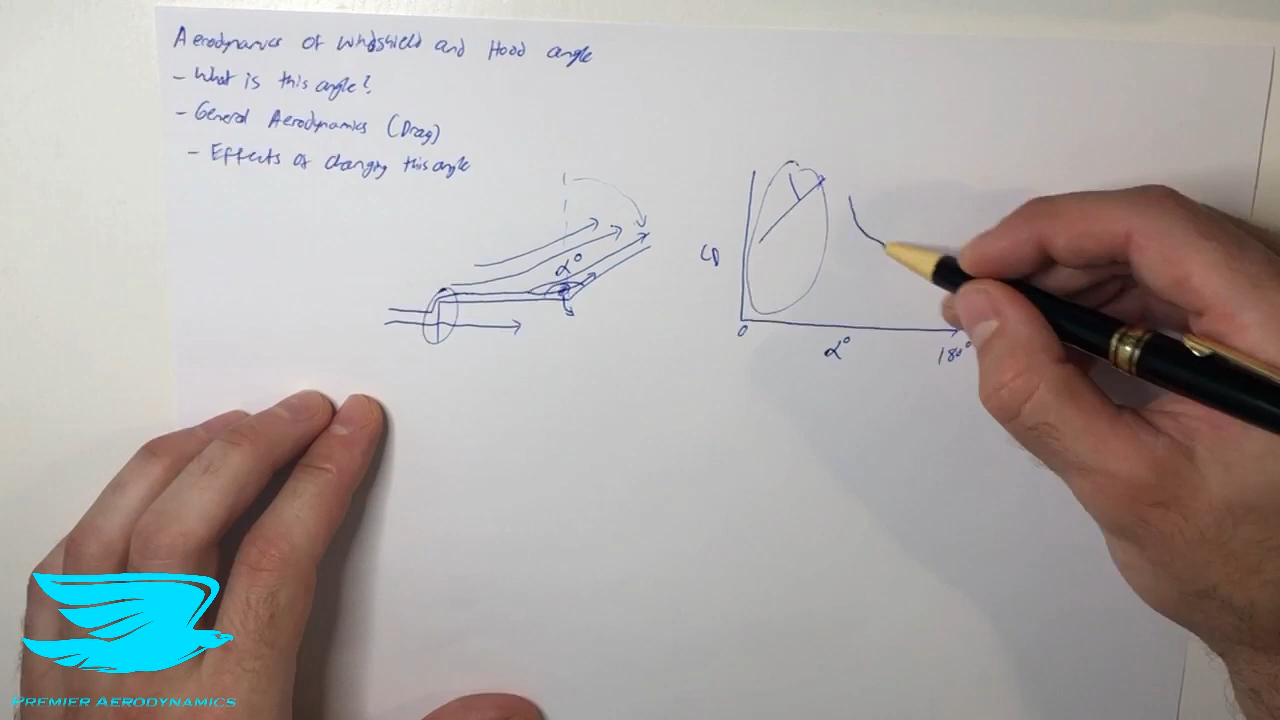 Aerodynamics of Windshield and Hood angle
- What is this angle?
- General Aerodynamics (Drag)
- Effects of changing this angle
α°
CD
0
α°
180°
PREMIER AERODYNAMICS